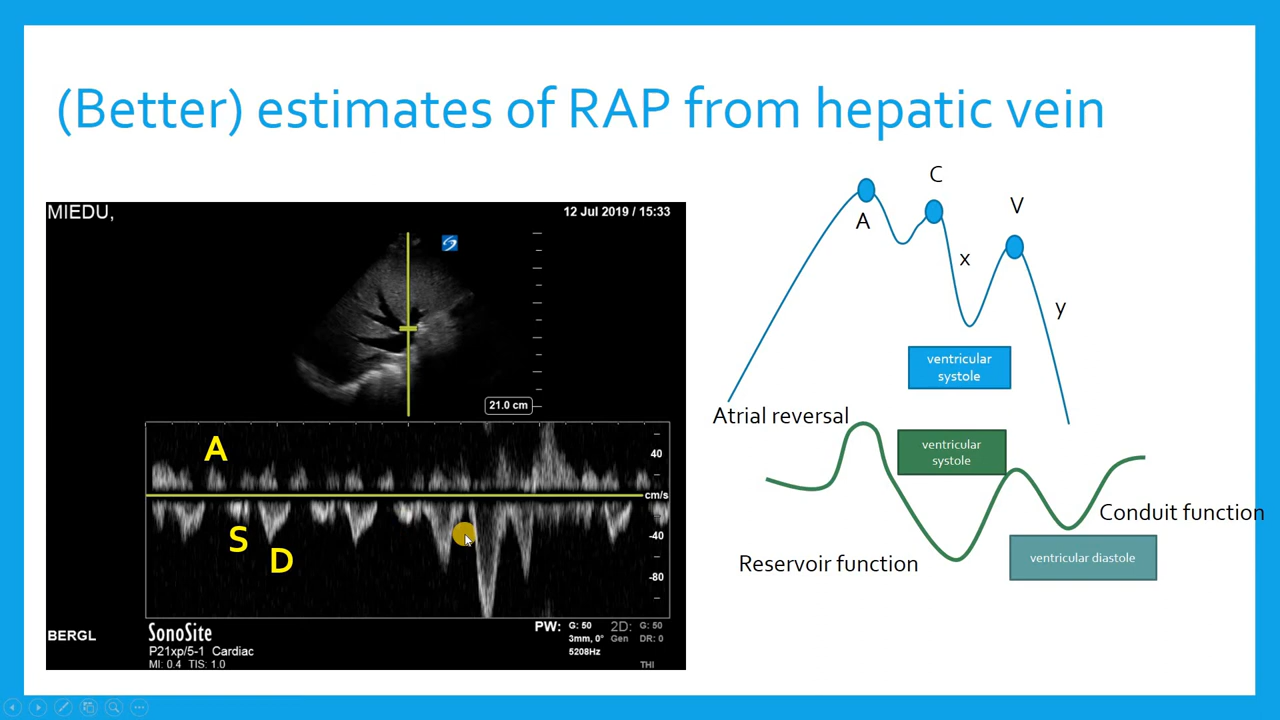 (Better) estimates of RAP from hepatic vein
MIEDU,
12 Jul 2019 / 15:33
21.0 cm
A
S
D
40
cm/s
-40
-80
BERGL
SonoSite
P21xp/5-1 Cardiac
MI: 0.4 TIS: 1.0
PW: G: 50 2D: G: 50
3mm, 0° Gen DR: 0
5208Hz
THI
C
A
V
x
y
ventricular
systole
Atrial reversal
ventricular
systole
Conduit function
Reservoir function
ventricular diastole